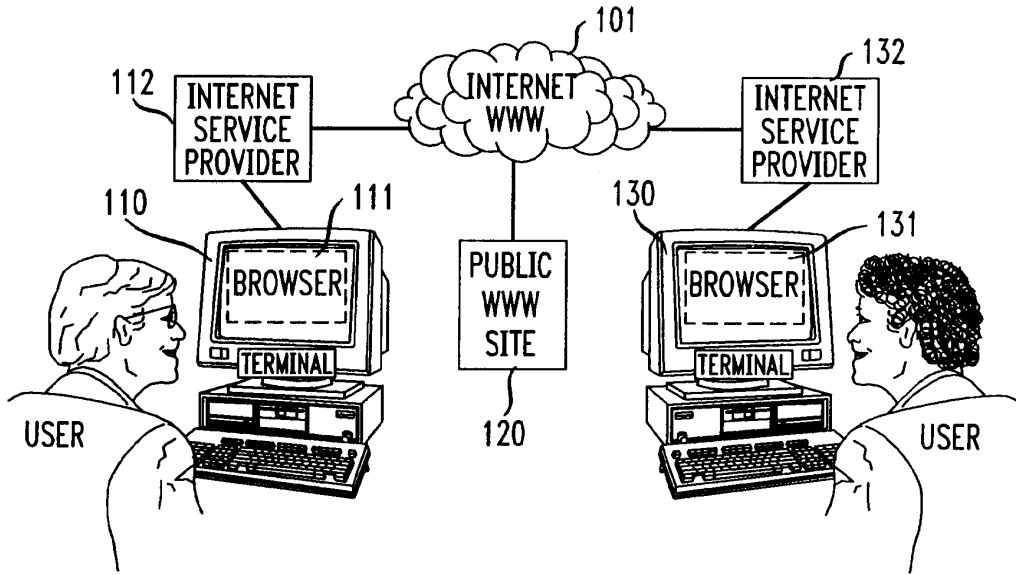 101
112
132
INTERNET
SERVICE
PROVIDER
INTERNET
WWW
INTERNET
SERVICE
PROVIDER
110
111
130
131
BROWSER
PUBLIC
WWW
SITE
BROWSER
TERMINAL
TERMINAL
USER
120
USER